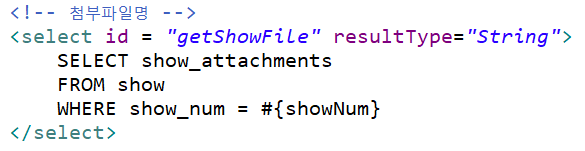 <!-- 첨부파일명 -->
<select id = "getShowFile" resultType="String">
    SELECT show_attachments
    FROM show
    WHERE show_num = #{showNum}
</select>